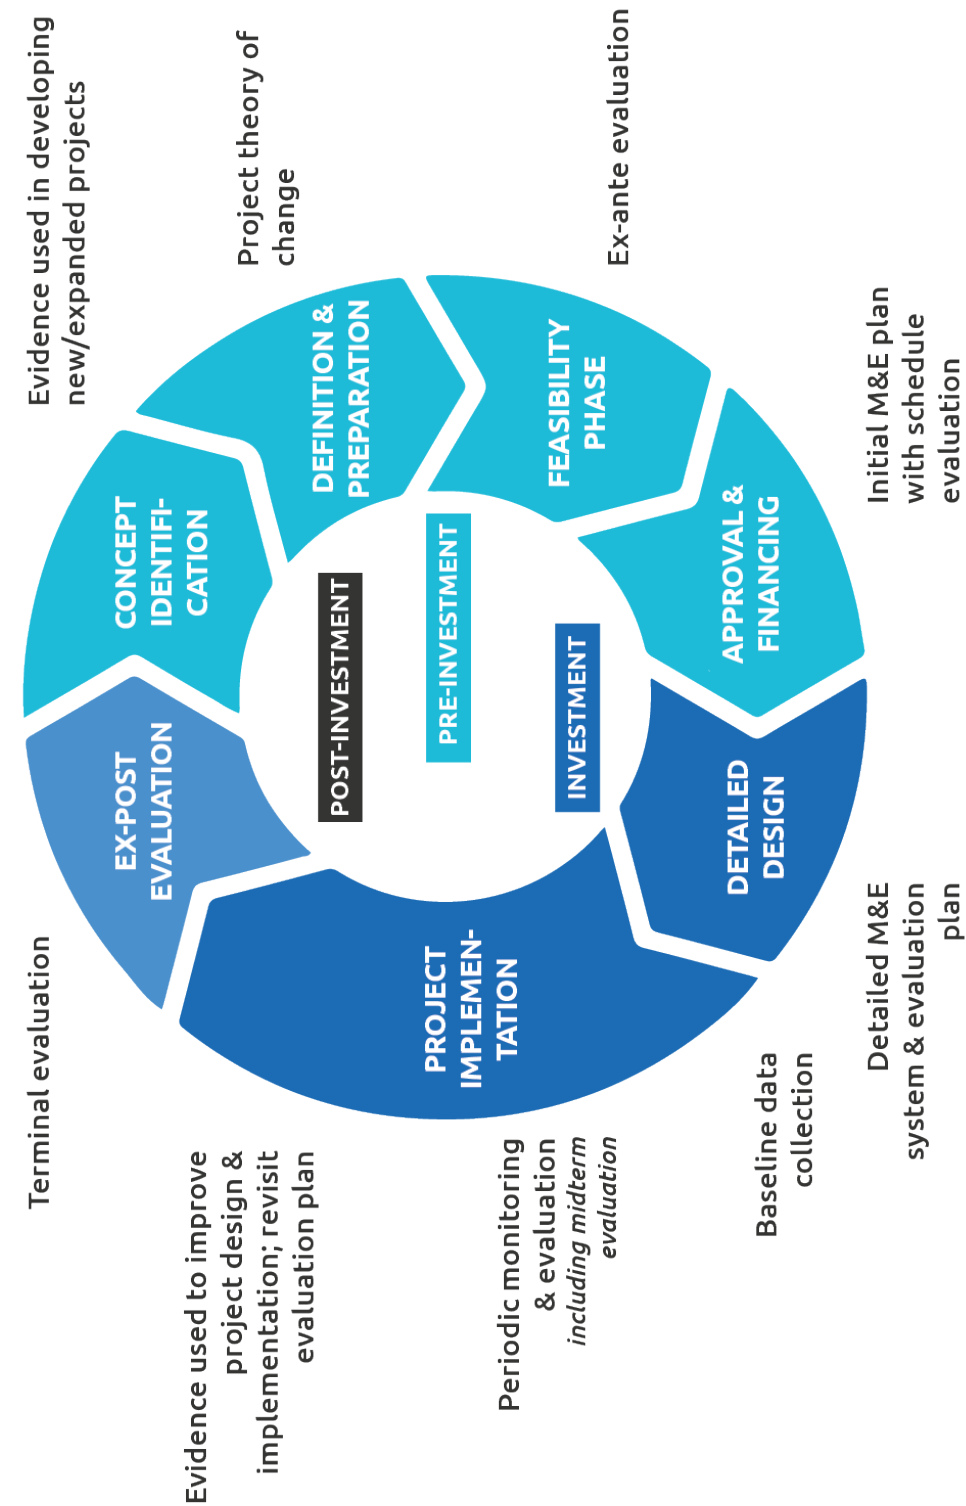 Evidence used in developing
new/expanded projects
Project theory of
change
Ex-ante evaluation
Initial M&E plan
with schedule
evaluation
Detailed M&E
system & evaluation
plan
Baseline data
collection
Periodic monitoring
& evaluation
including midterm
evaluation
Evidence used to improve
project design &
implementation; revisit
evaluation plan
Terminal evaluation
CONCEPT
IDENTIFI-
CATION
DEFINITION &
PREPARATION
FEASIBILITY
PHASE
APPROVAL &
FINANCING
DETAILED
DESIGN
PROJECT
IMPLEMEN-
TATION
EX-POST
EVALUATION
POST-INVESTMENT
PRE-INVESTMENT
INVESTMENT